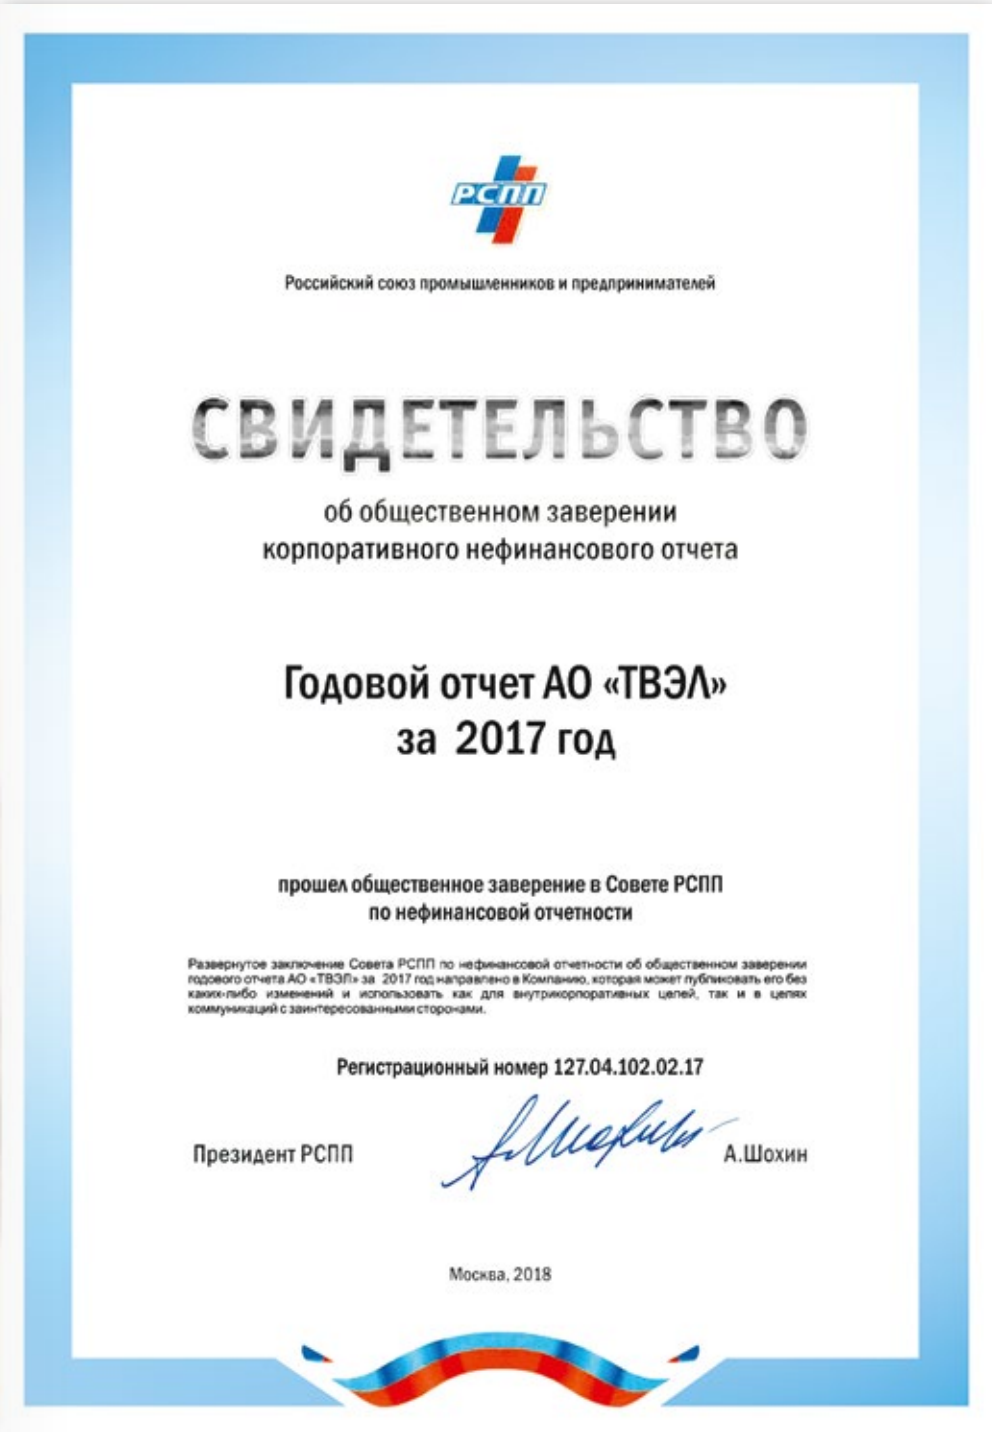 РСПП
Российский союз промышленников и предпринимателей
СВИДЕТЕЛЬСТВО
об общественном заверении
корпоративного нефинансового отчета
Годовой отчет АО «ТВЭЛ»
за 2017 год
прошел общественное заверение в Совете РСПП
по нефинансовой отчетности
Развернутое заключение Совета РСПП по нефинансовой отчетности об общественном заверении
годового отчета АО «ТВЭЛ» за 2017 год направлено в Компанию, которая может публиковать его без
каких-либо изменений и использовать как для внутрикорпоративных целей, так и в целях
коммуникаций с заинтересованными сторонами.
Регистрационный номер 127.04.102.02.17
Президент РСПП
А.Шохин
Москва, 2018